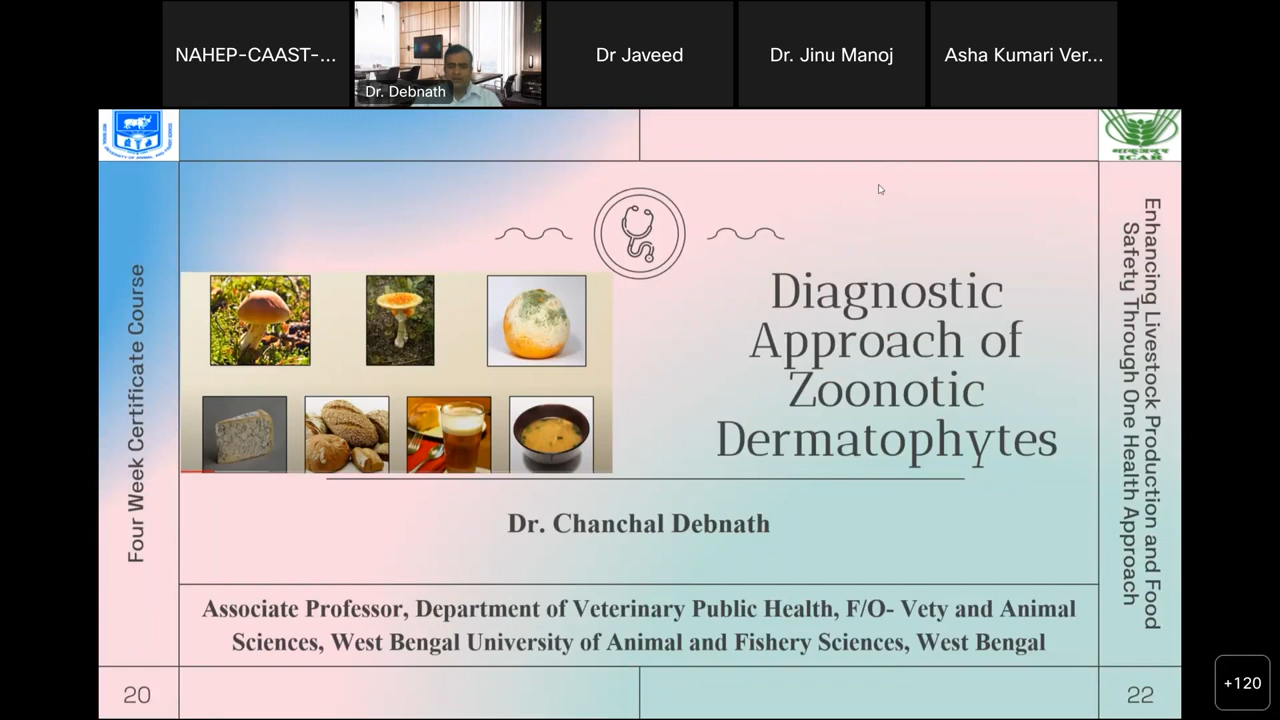 NAHEP-CAAST-...
Dr. Debnath
Dr Javeed
Dr. Jinu Manoj
Asha Kumari Ver...
ICAR
Four Week Certificate Course
Diagnostic
Approach of
Zoonotic
Dermatophytes
Dr. Chanchal Debnath
Associate Professor, Department of Veterinary Public Health, F/O- Vety and Animal
Sciences, West Bengal University of Animal and Fishery Sciences, West Bengal
Enhancing Livestock Production and Food
Safety Through One Health Approach
20
22
+120